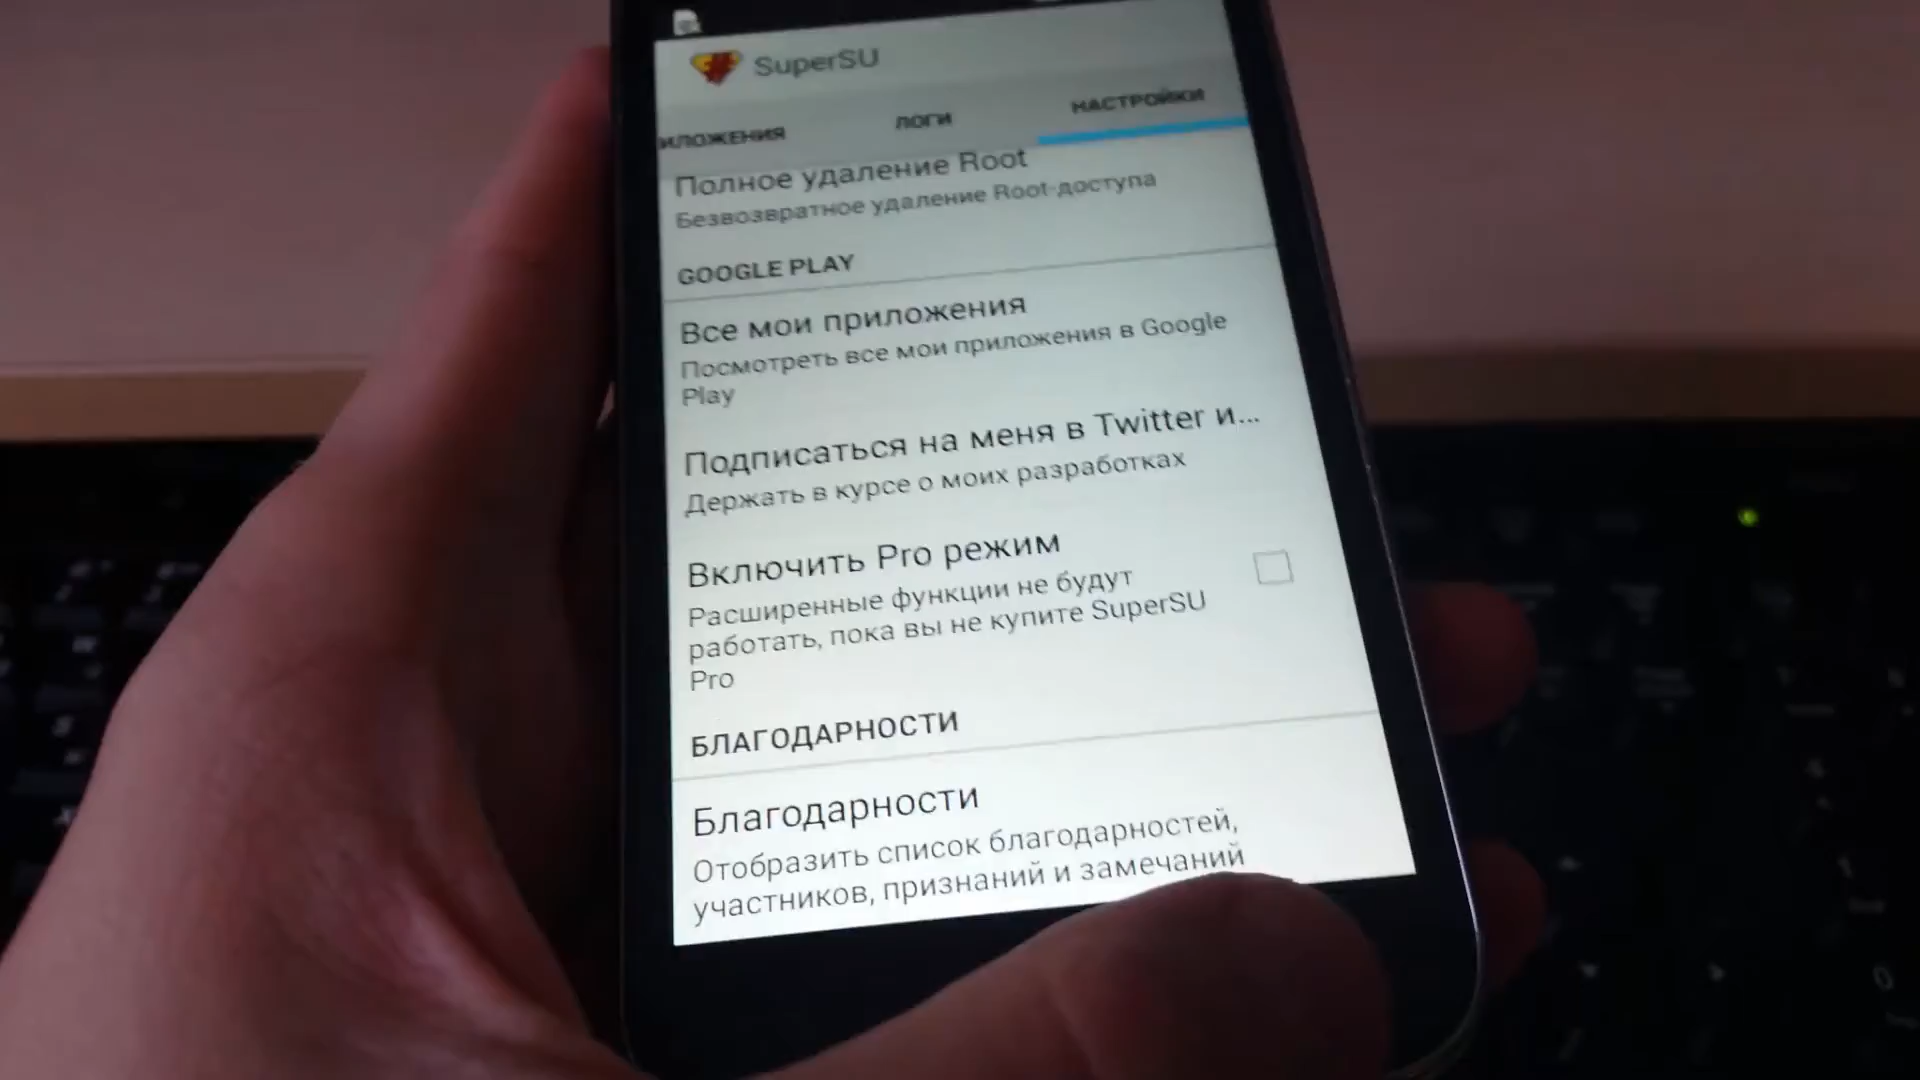 SuperSU
ИЛОЖЕНИЯ
ЛОГИ
НАСТРОЙКИ
Полное удаление Root
Безвозвратное удаление Root-доступа
GOOGLE PLAY
Все мои приложения
Посмотреть все мои приложения в Google
Play
Подписаться на меня в Twitter и...
Держать в курсе о моих разработках
Включить Pro режим
Расширенные функции не будут
работать, пока вы не купите SuperSU
Pro
БЛАГОДАРНОСТИ
Благодарности
Отобразить список благодарностей,
участников, признаний и замечаний